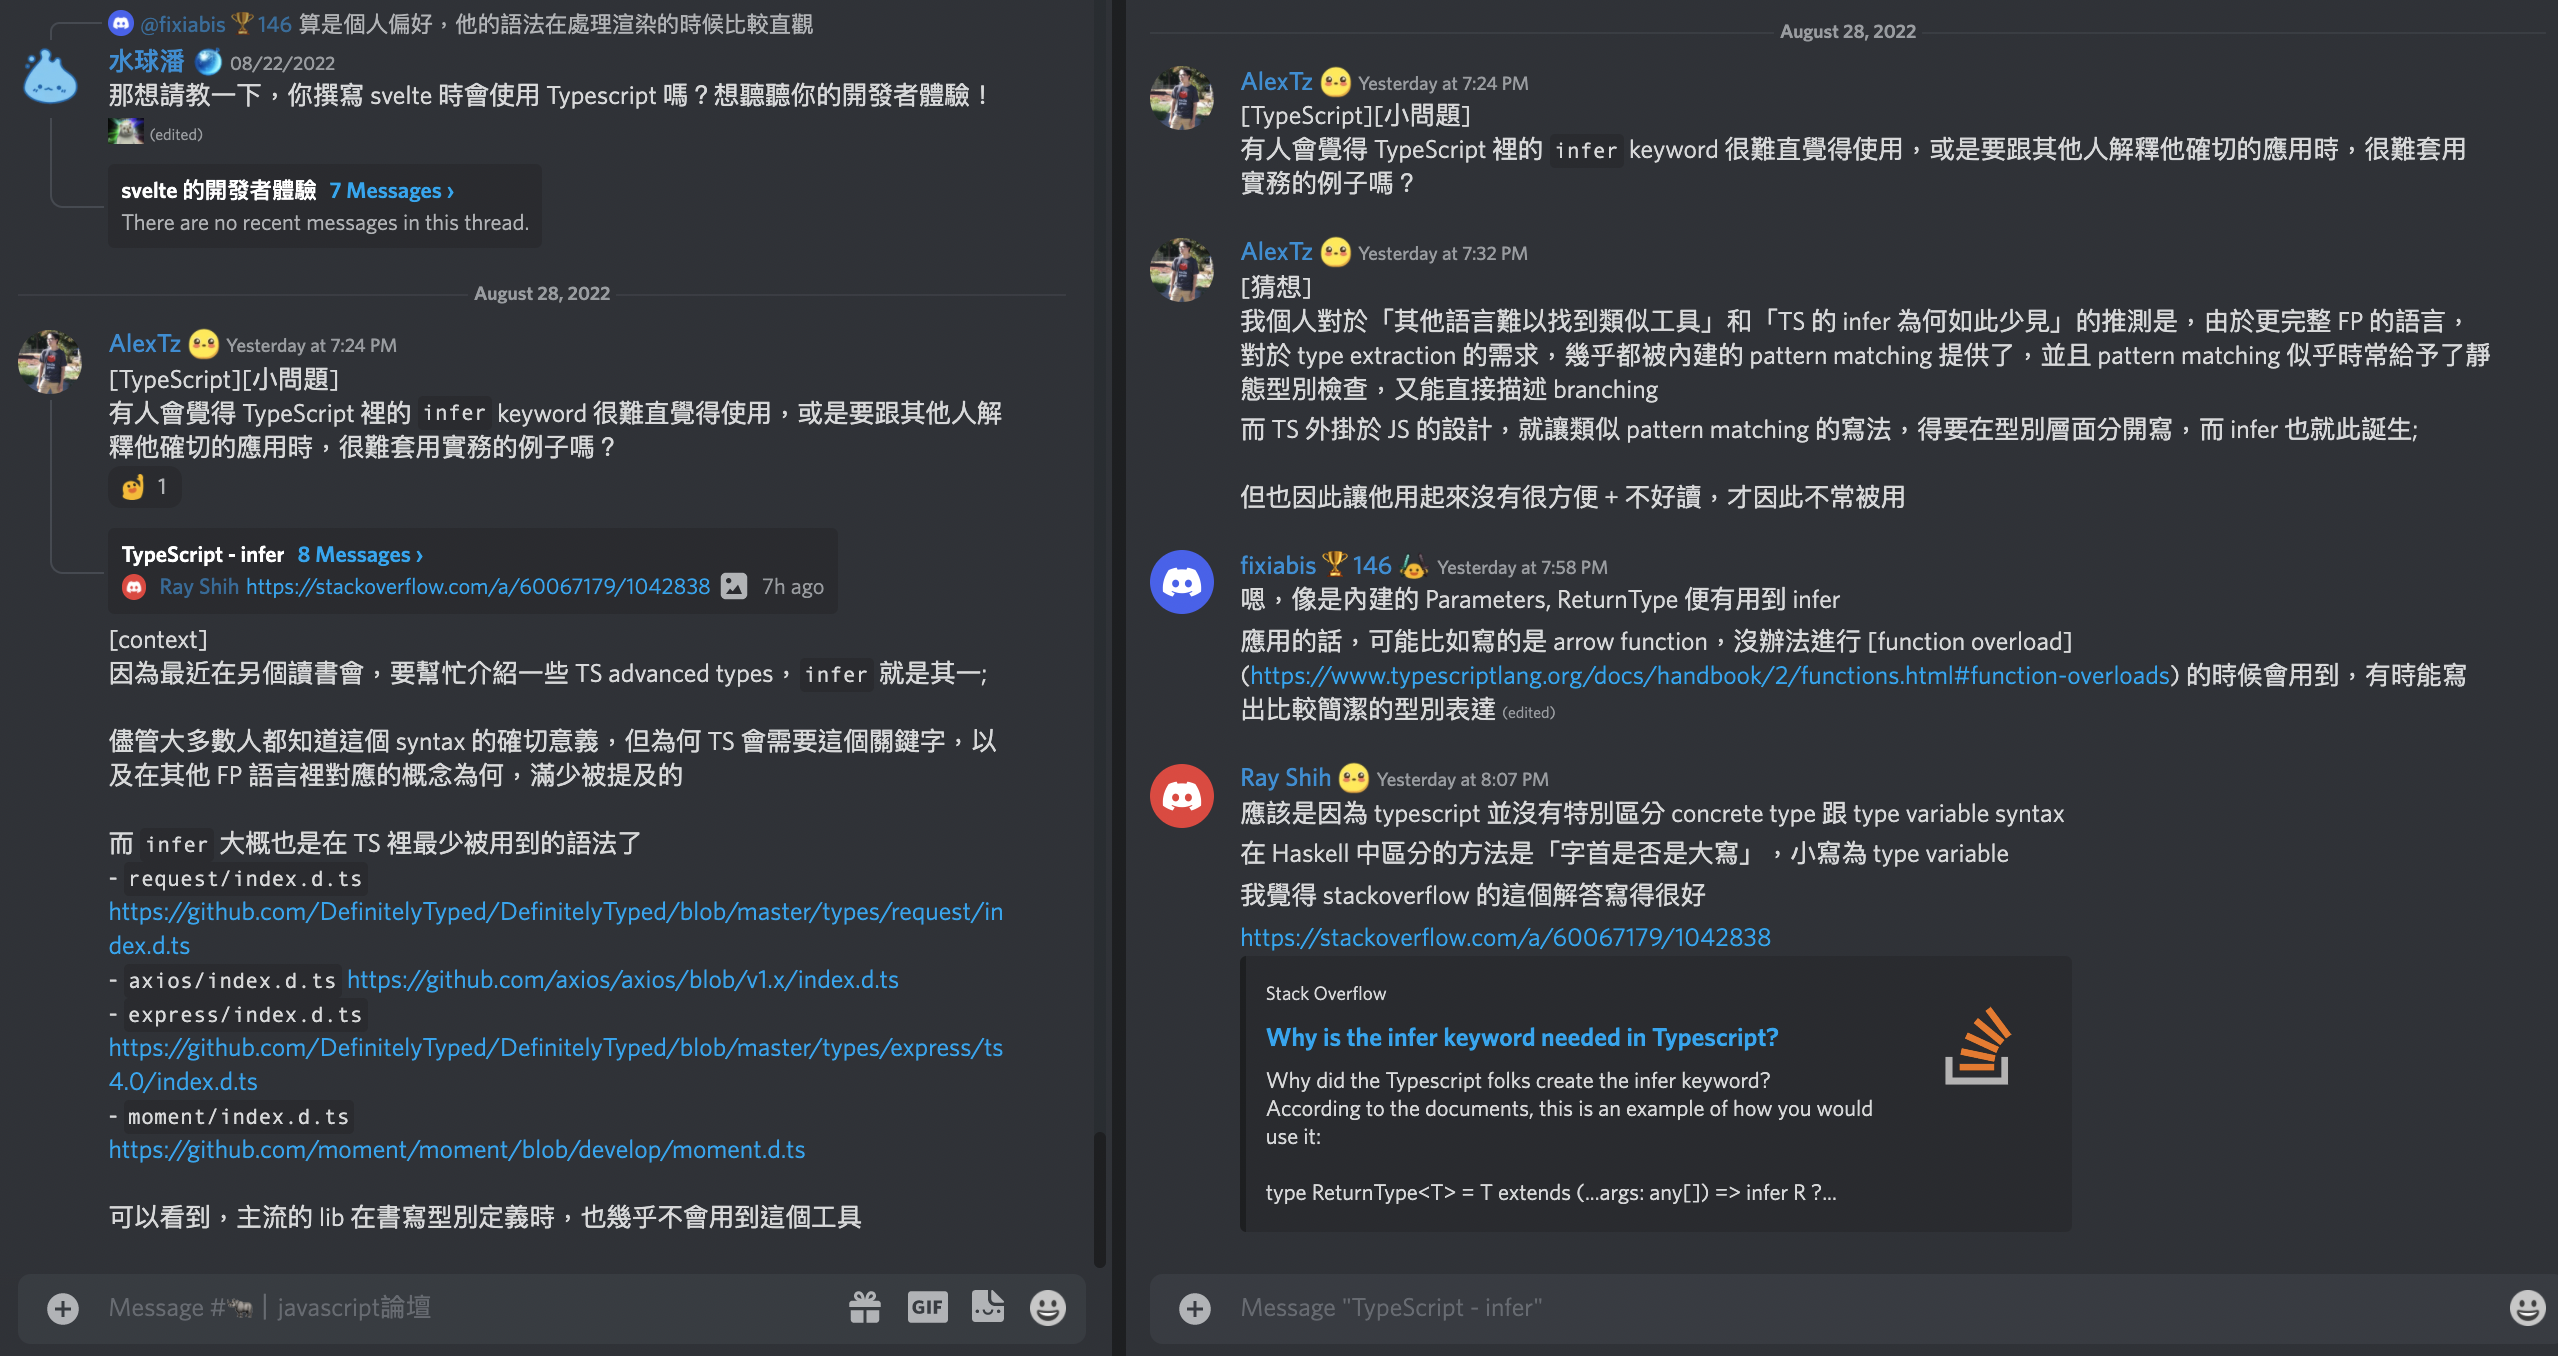 @fixiabis 🏆146 算是個人偏好，他的語法在處理渲染的時候比較直觀
水球潘 08/22/2022
那想請教一下，你撰寫 svelte 時會使用 Typescript 嗎？想聽聽你的開發者體驗！
(edited)
svelte 的開發者體驗 7 Messages ›
There are no recent messages in this thread.
August 28, 2022
AlexTz Yesterday at 7:24 PM
[TypeScript][小問題]
有人會覺得 TypeScript 裡的 infer keyword 很難直覺得使用，或是要跟其他人解
釋他確切的應用時，很難套用實務的例子嗎？
1
TypeScript - infer 8 Messages ›
Ray Shih https://stackoverflow.com/a/60067179/1042838 7h ago
[context]
因為最近在另個讀書會，要幫忙介紹一些 TS advanced types，infer 就是其一;
儘管大多數人都知道這個 syntax 的確切意義，但為何 TS 會需要這個關鍵字，以
及在其他 FP 語言裡對應的概念為何，滿少被提及的
而 infer 大概也是在 TS 裡最少被用到的語法了
- request/index.d.ts
https://github.com/DefinitelyTyped/DefinitelyTyped/blob/master/types/request/in
dex.d.ts
- axios/index.d.ts https://github.com/axios/axios/blob/v1.x/index.d.ts
- express/index.d.ts
https://github.com/DefinitelyTyped/DefinitelyTyped/blob/master/types/express/ts
4.0/index.d.ts
- moment/index.d.ts
https://github.com/moment/moment/blob/develop/moment.d.ts
可以看到，主流的 lib 在書寫型別定義時，也幾乎不會用到這個工具
Message #🐃｜javascript論壇
GIF
August 28, 2022
AlexTz Yesterday at 7:24 PM
[TypeScript][小問題]
有人會覺得 TypeScript 裡的 infer keyword 很難直覺得使用，或是要跟其他人解釋他確切的應用時，很難套用
實務的例子嗎？
AlexTz Yesterday at 7:32 PM
[猜想]
我個人對於「其他語言難以找到類似工具」和「TS 的 infer 為何如此少見」的推測是，由於更完整 FP 的語言，
對於 type extraction 的需求，幾乎都被內建的 pattern matching 提供了，並且 pattern matching 似乎時常給予了靜
態型別檢查，又能直接描述 branching
而 TS 外掛於 JS 的設計，就讓類似 pattern matching 的寫法，得要在型別層面分開寫，而 infer 也就此誕生;
但也因此讓他用起來沒有很方便 + 不好讀，才因此不常被用
fixiabis 🏆146 Yesterday at 7:58 PM
嗯，像是內建的 Parameters, ReturnType 便有用到 infer
應用的話，可能比如寫的是 arrow function，沒辦法進行 [function overload]
(https://www.typescriptlang.org/docs/handbook/2/functions.html#function-overloads) 的時候會用到，有時能寫
出比較簡潔的型別表達 (edited)
Ray Shih Yesterday at 8:07 PM
應該是因為 typescript 並沒有特別區分 concrete type 跟 type variable syntax
在 Haskell 中區分的方法是「字首是否是大寫」，小寫為 type variable
我覺得 stackoverflow 的這個解答寫得很好
https://stackoverflow.com/a/60067179/1042838
Stack Overflow
Why is the infer keyword needed in Typescript?
Why did the Typescript folks create the infer keyword?
According to the documents, this is an example of how you would
use it:
type ReturnType<T> = T extends (...args: any[]) => infer R ?...
Message "TypeScript - infer"